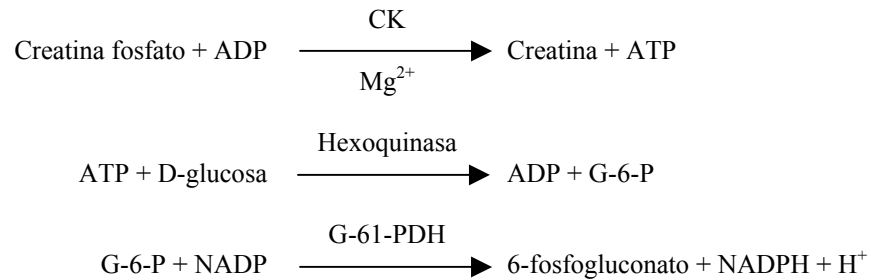 CK
Creatina fosfato + ADP Creatina + ATP
Mg²⁺
Hexoquinasa
ATP + D-glucosa ADP + G-6-P
G-61-PDH
G-6-P + NADP 6-fosfogluconato + NADPH + H⁺